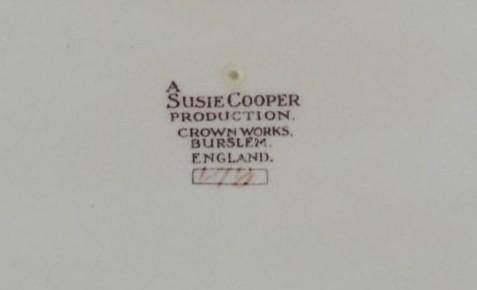 A
SUSIE COOPER
PRODUCTION.
CROWN WORKS.
BURSLEM.
ENGLAND.